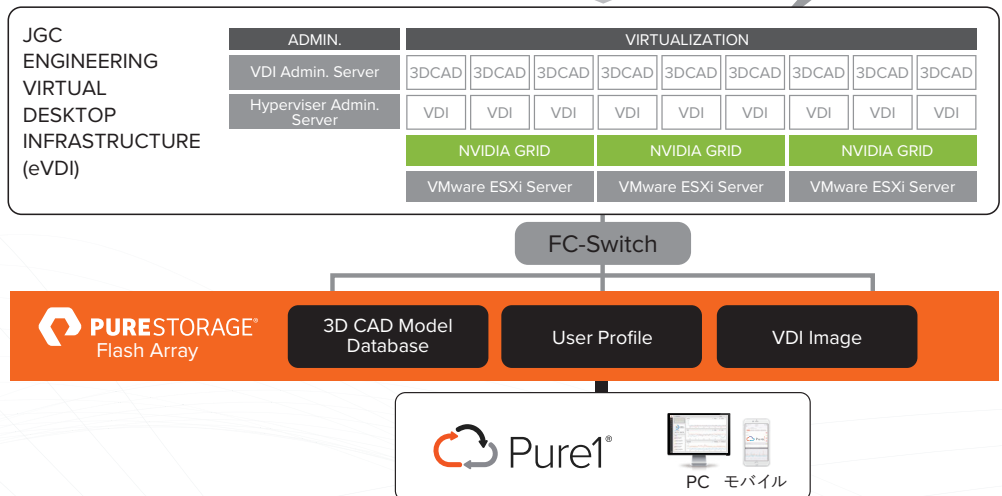 JGC
ENGINEERING
VIRTUAL
DESKTOP
INFRASTRUCTURE
(eVDI)
ADMIN. VIRTUALIZATION
VDI Admin. Server 3DCAD 3DCAD 3DCAD 3DCAD 3DCAD 3DCAD 3DCAD 3DCAD 3DCAD
Hyperviser Admin.
Server
VDI VDI VDI VDI VDI VDI VDI VDI VDI
NVIDIA GRID NVIDIA GRID NVIDIA GRID
VMware ESXi Server VMware ESXi Server VMware ESXi Server
FC-Switch
PURESTORAGE®
Flash Array
3D CAD Model
Database
User Profile
VDI Image
Pure1®
PC モバイル